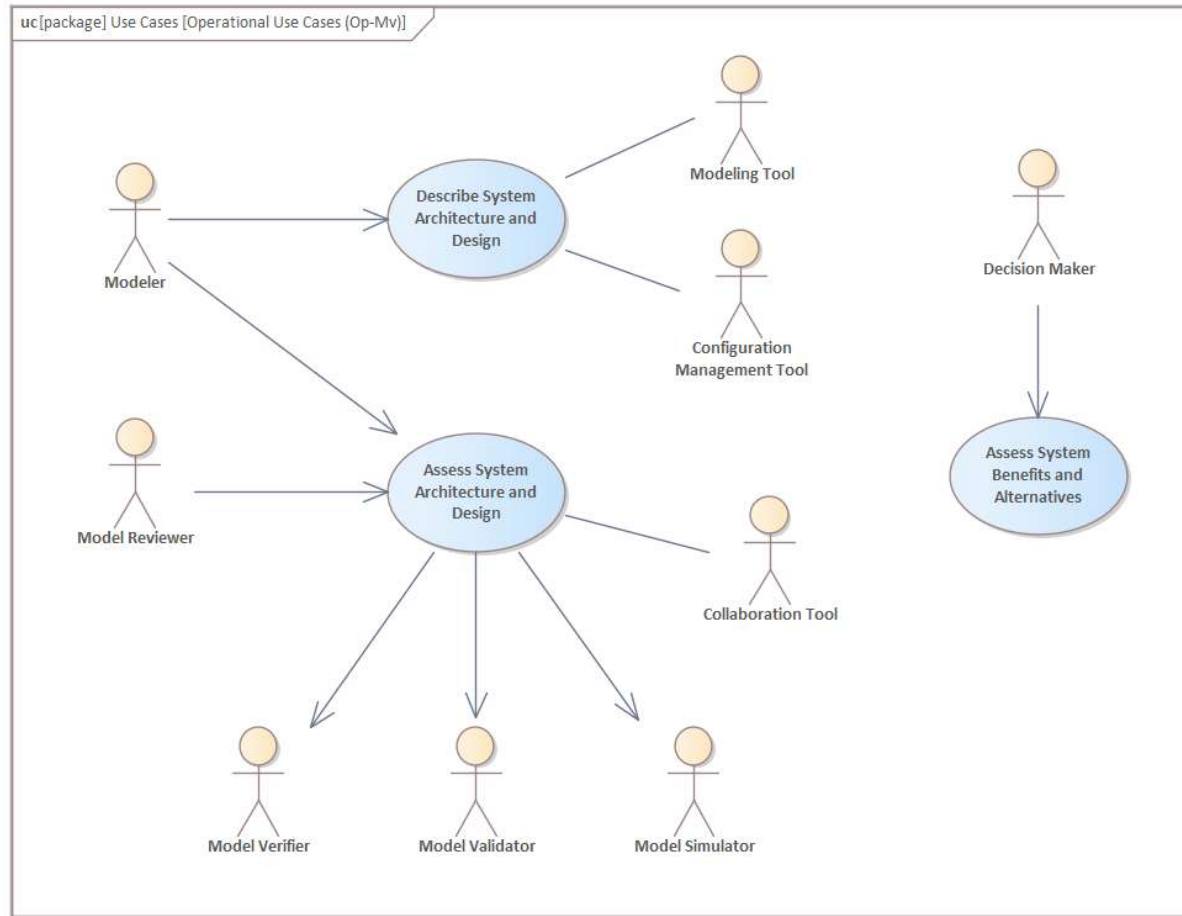 uc [package] Use Cases [Operational Use Cases (Op-Mv)]
Modeling Tool
Describe System
Architecture and
Design
Modeler
Decision Maker
Configuration
Management Tool
Assess System
Architecture and
Design
Model Reviewer
Assess System
Benefits and
Alternatives
Collaboration Tool
Model Verifier
Model Validator
Model Simulator